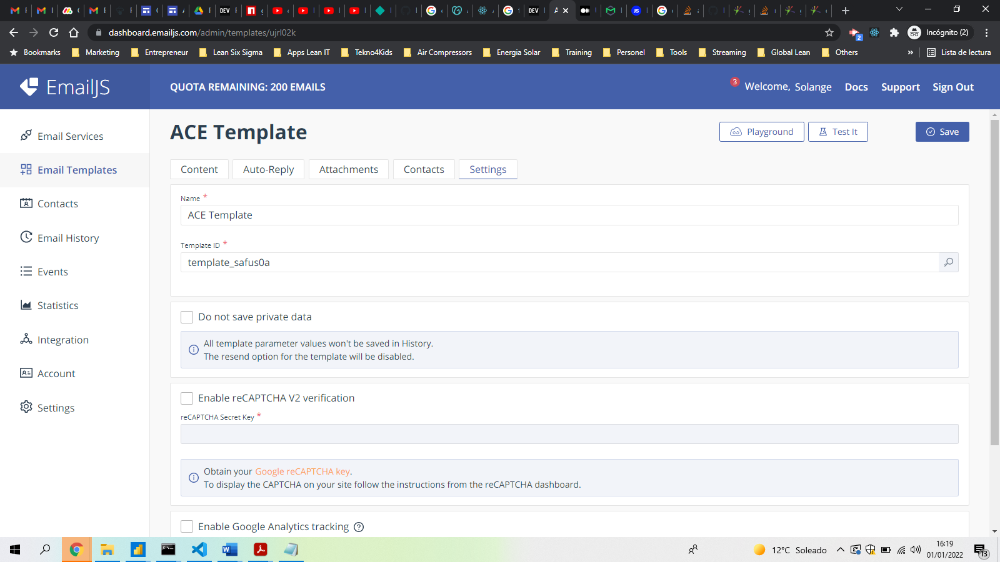 dashboard.emailjs.com/admin/templates/ujrl02k
2
Incógnito (2)
Bookmarks
Marketing
Entrepreneur
Lean Six Sigma
Apps Lean IT
Tekno4Kids
Air Compressors
Energia Solar
Training
Personel
Tools
Streaming
Global Lean
Others
»
Lista de lectura
EmailJS
QUOTA REMAINING: 200 EMAILS
3
Welcome, Solange
Docs
Support
Sign Out
Email Services
Email Templates
Contacts
Email History
Events
Statistics
Integration
Account
Settings
ACE Template
Playground
Test It
Save
Content
Auto-Reply
Attachments
Contacts
Settings
Name *
ACE Template
Template ID *
template_safus0a
Do not save private data
All template parameter values won't be saved in History.
The resend option for the template will be disabled.
Enable reCAPTCHA V2 verification
reCAPTCHA Secret Key *
Obtain your Google reCAPTCHA key.
To display the CAPTCHA on your site follow the instructions from the reCAPTCHA dashboard.
Enable Google Analytics tracking
12°C Soleado
16:19
01/01/2022
13